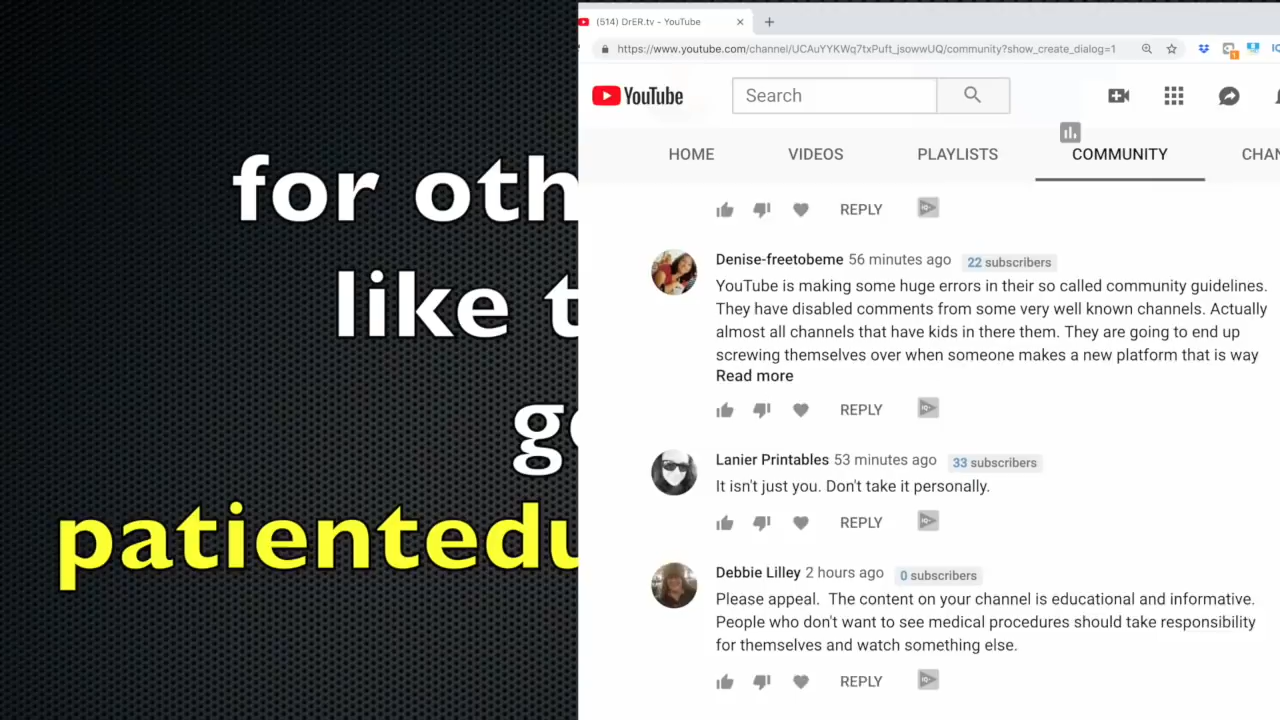 for oth
like t
patientedu
(514) DrER.tv - YouTube
https://www.youtube.com/channel/UCAuYYKWq7txPuft_jsowwUQ/community?show_create_dialog=1
YouTube
Search
HOME VIDEOS PLAYLISTS COMMUNITY CHAN
REPLY
Denise-freetobeme 56 minutes ago 22 subscribers
YouTube is making some huge errors in their so called community guidelines.
They have disabled comments from some very well known channels. Actually
almost all channels that have kids in there them. They are going to end up
screwing themselves over when someone makes a new platform that is way
Read more
REPLY
Lanier Printables 53 minutes ago 33 subscribers
It isn't just you. Don't take it personally.
REPLY
Debbie Lilley 2 hours ago 0 subscribers
Please appeal. The content on your channel is educational and informative.
People who don't want to see medical procedures should take responsibility
for themselves and watch something else.
REPLY